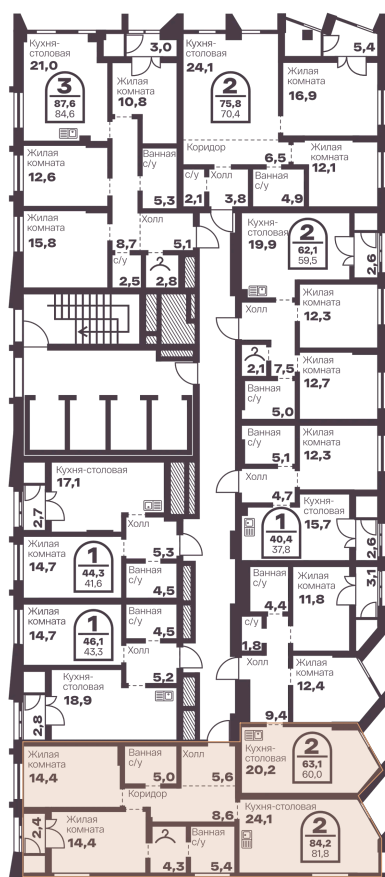 Кухня-
столовая
21,0
3
87,6
84,6
3,0
Жилая
комната
10,8
Кухня-
столовая
24,1
2
75,8
70,4
5,4
Жилая
комната
16,9
Жилая
комната
12,6
Ванная
с/у
5,3
Коридор
6,5
с/у
2,1
Холл
3,8
Ванная
с/у
4,9
Жилая
комната
12,1
Жилая
комната
15,8
8,7
Холл
5,1
с/у
2,5
2,8
Кухня-
столовая
19,9
2
62,1
59,5
2,6
Холл
Жилая
комната
12,3
2,1
7,5
Жилая
комната
12,7
Ванная
с/у
5,0
Ванная
с/у
5,1
Жилая
комната
12,3
Кухня-столовая
17,1
2,7
Холл
5,3
Холл
4,7
Кухня-
столовая
15,7
1
40,4
37,8
2,6
Жилая
комната
14,7
1
44,3
41,6
Ванная
с/у
4,5
Ванная
с/у
4,4
11,8
3,1
Жилая
комната
14,7
1
46,1
43,3
Ванная
с/у
4,5
с/у
1,8
Холл
5,2
Холл
9,4
Жилая
комната
12,4
Кухня-
столовая
18,9
2,8
Кухня-
столовая
20,2
2
63,1
60,0
Жилая
комната
14,4
Ванная
с/у
5,0
Холл
5,6
Коридор
8,6
Кухня-столовая
24,1
2
84,2
81,8
2,4
Жилая
комната
14,4
4,3
Ванная
с/у
5,4